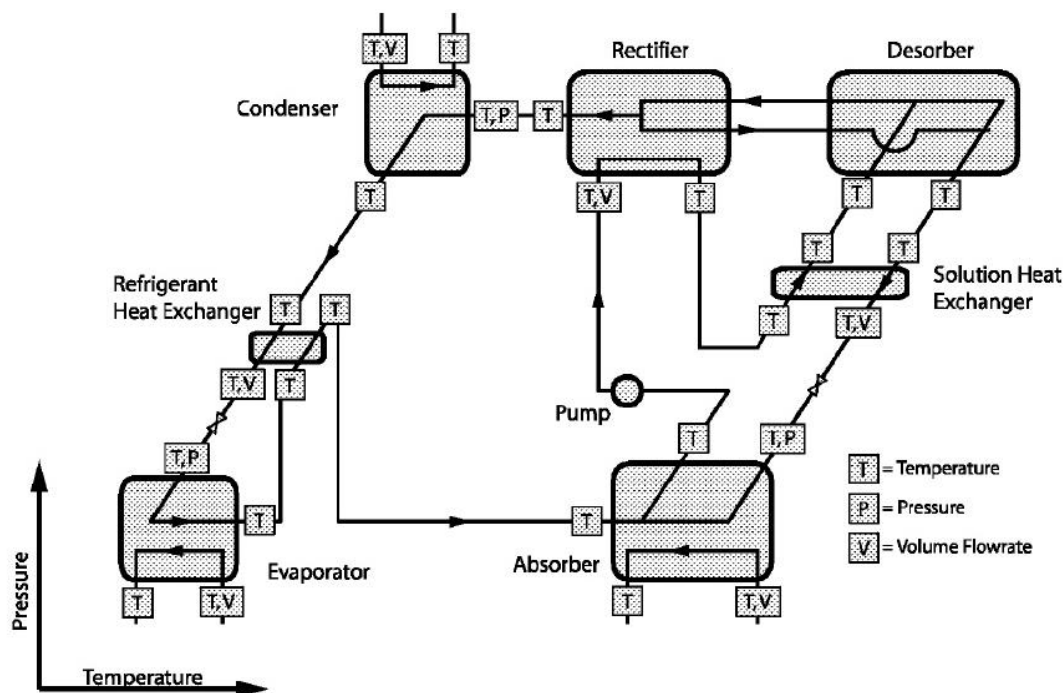 T,V T
Rectifier Desorber
Condenser
T,P T
T T,V T T T
Refrigerant
Heat Exchanger
T T
T T
Solution Heat
Exchanger
T T,V
T,V T
Pump
T,P
T T,P
T = Temperature
P = Pressure
V = Volume Flowrate
T
T
Evaporator
Absorber
T T,V
T T,V
Pressure
Temperature